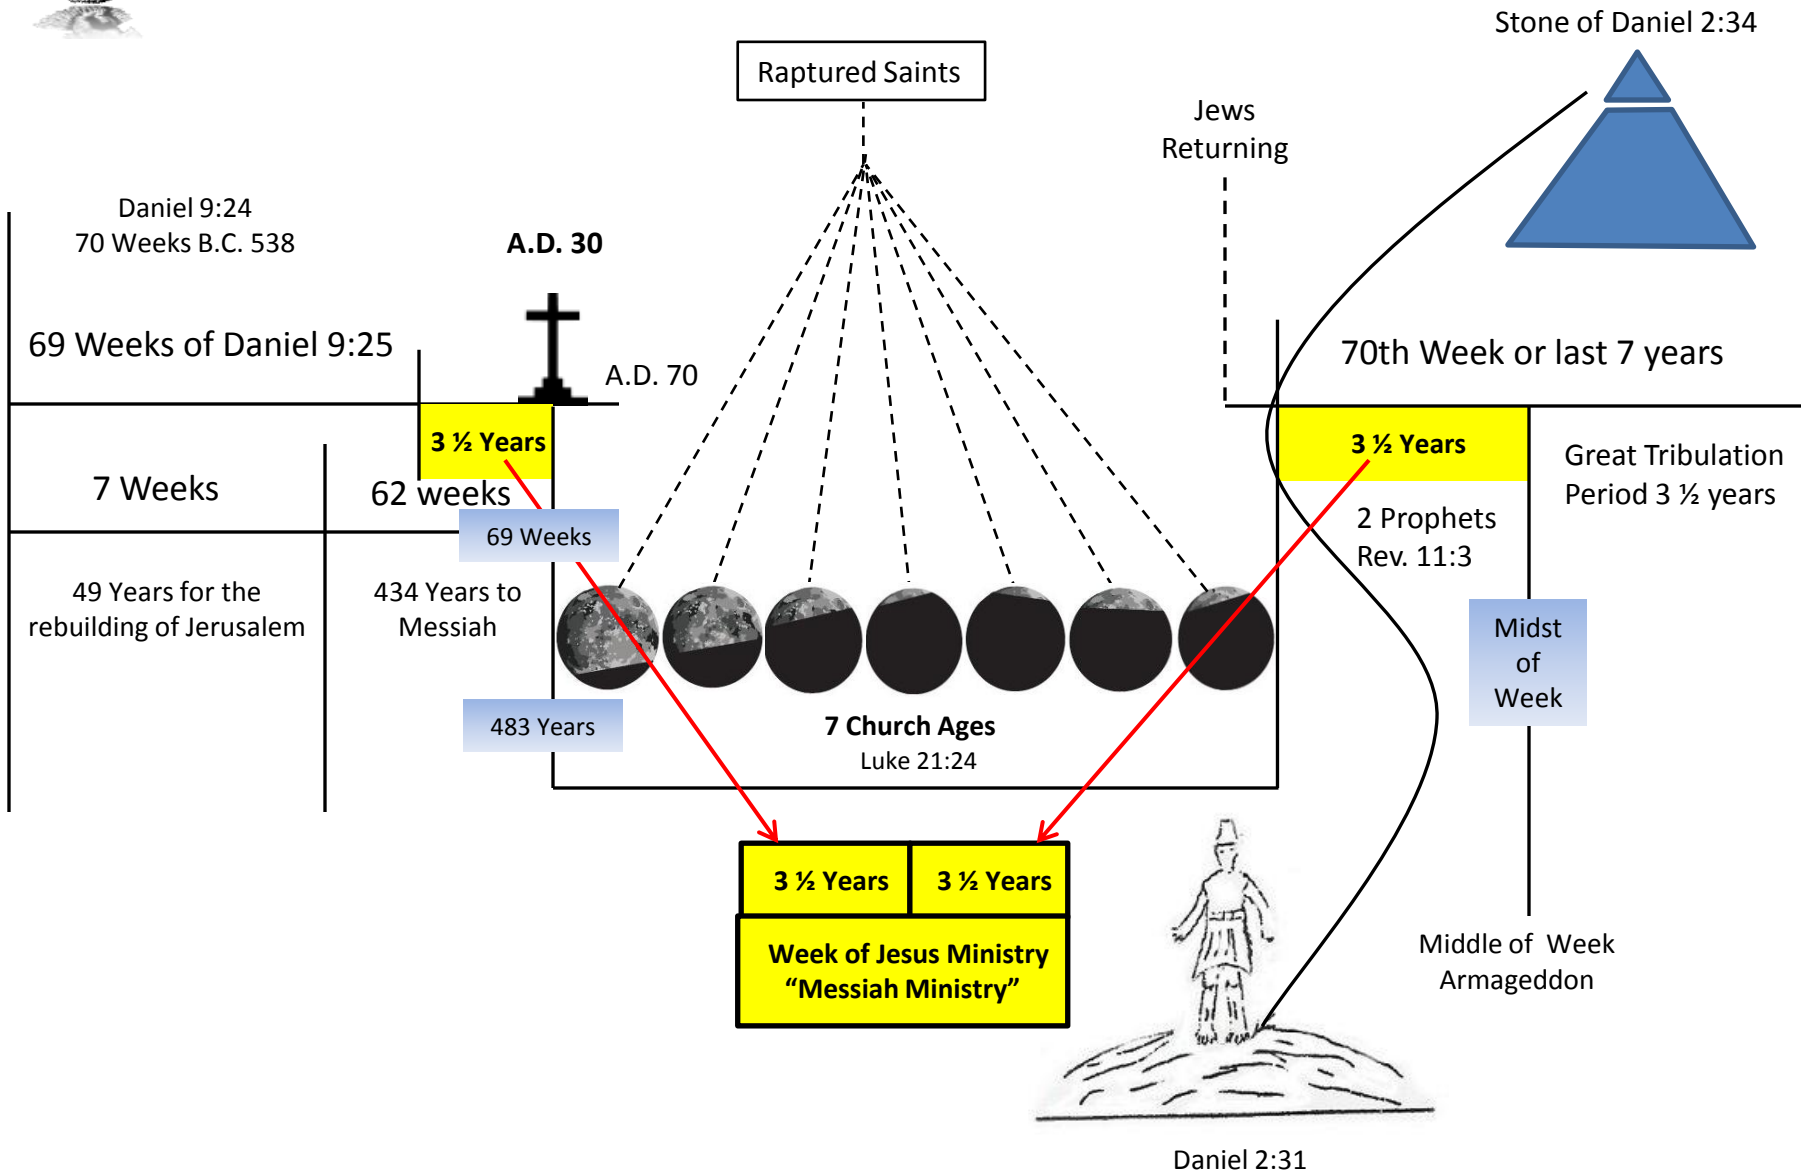 Stone of Daniel 2:34
Raptured Saints
Jews
Returning
Daniel 9:24
70 Weeks B.C. 538
A.D. 30
69 Weeks of Daniel 9:25
A.D. 70
70th Week or last 7 years
3 ½ Years
3 ½ Years
Great Tribulation
Period 3 ½ years
7 Weeks
62 weeks
69 Weeks
2 Prophets
Rev. 11:3
49 Years for the
rebuilding of Jerusalem
434 Years to
Messiah
Midst
of
Week
483 Years
7 Church Ages
Luke 21:24
3 ½ Years
3 ½ Years
Week of Jesus Ministry
“Messiah Ministry”
Middle of Week
Armageddon
Daniel 2:31